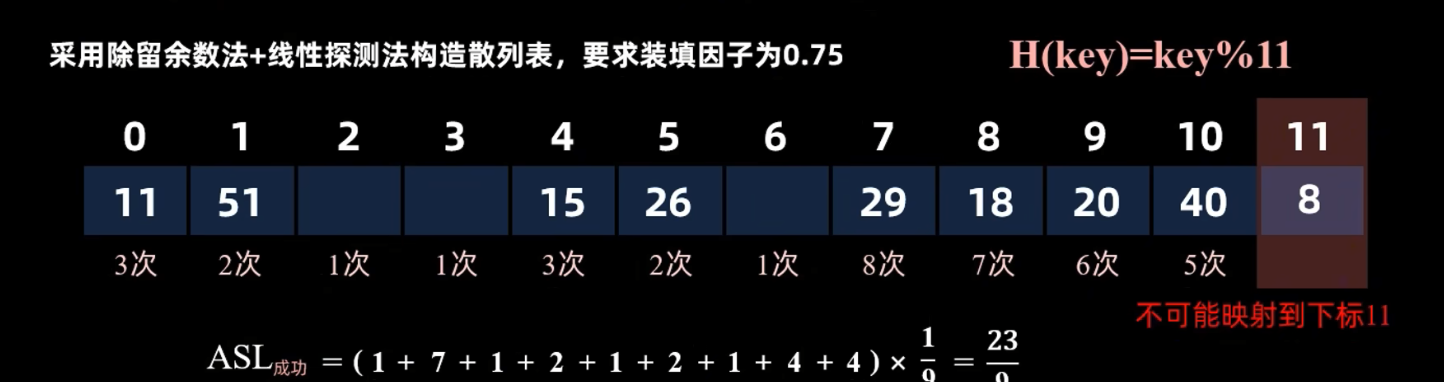 采用除留余数法+线性探测法构造散列表，要求装填因子为0.75 H(key)=key%11
0 1 2 3 4 5 6 7 8 9 10 11
11 51 15 26 29 18 20 40 8
3次 2次 1次 1次 3次 2次 1次 8次 7次 6次 5次
不可能映射到下标11
ASL成功 = ( 1 + 7 + 1 + 2 + 1 + 2 + 1 + 4 + 4 ) × 1/9 = 23/9